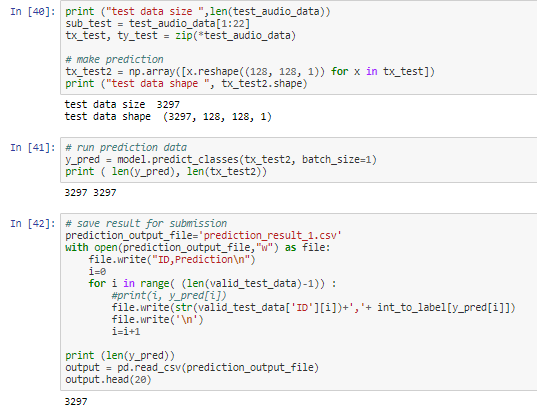 In [40]: print ("test data size ",len(test_audio_data))
sub_test = test_audio_data[1:22]
tx_test, ty_test = zip(*test_audio_data)
# make prediction
tx_test2 = np.array([x.reshape((128, 128, 1)) for x in tx_test])
print ("test data shape ", tx_test2.shape)
test data size  3297
test data shape  (3297, 128, 128, 1)
In [41]: # run prediction data
y_pred = model.predict_classes(tx_test2, batch_size=1)
print ( len(y_pred), len(tx_test2))
3297 3297
In [42]: # save result for submission
prediction_output_file='prediction_result_1.csv'
with open(prediction_output_file,"w") as file:
    file.write("ID,Prediction\n")
    i=0
    for i in range( (len(valid_test_data)-1)) :
        #print(i, y_pred[i])
        file.write(str(valid_test_data['ID'][i])+','+ int_to_label[y_pred[i]])
        file.write('\n')
        i=i+1
print (len(y_pred))
output = pd.read_csv(prediction_output_file)
output.head(20)
3297